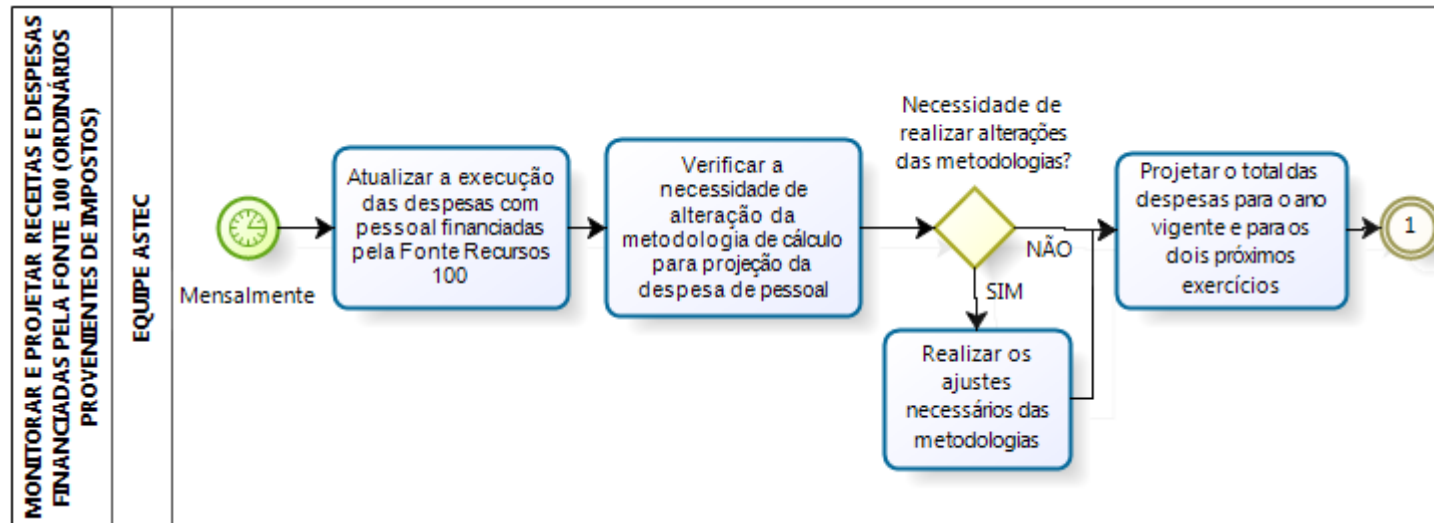 MONITORAR E PROJETAR RECEITAS E DESPESAS
FINANCIADAS PELA FONTE 100 (ORDINÁRIOS
PROVENIENTES DE IMPOSTOS)
EQUIPE ASTEC
Mensalmente
Atualizar a execução
das despesas com
pessoal financiadas
pela Fonte Recursos
100
Verificar a
necessidade de
alteração da
metodologia de cálculo
para projeção da
despesa de pessoal
Necessidade de
realizar alterações
das metodologias?
NÃO
SIM
Realizar os
ajustes
necessários das
metodologias
Projetar o total das
despesas para o ano
vigente e para os
dois próximos
exercícios
1